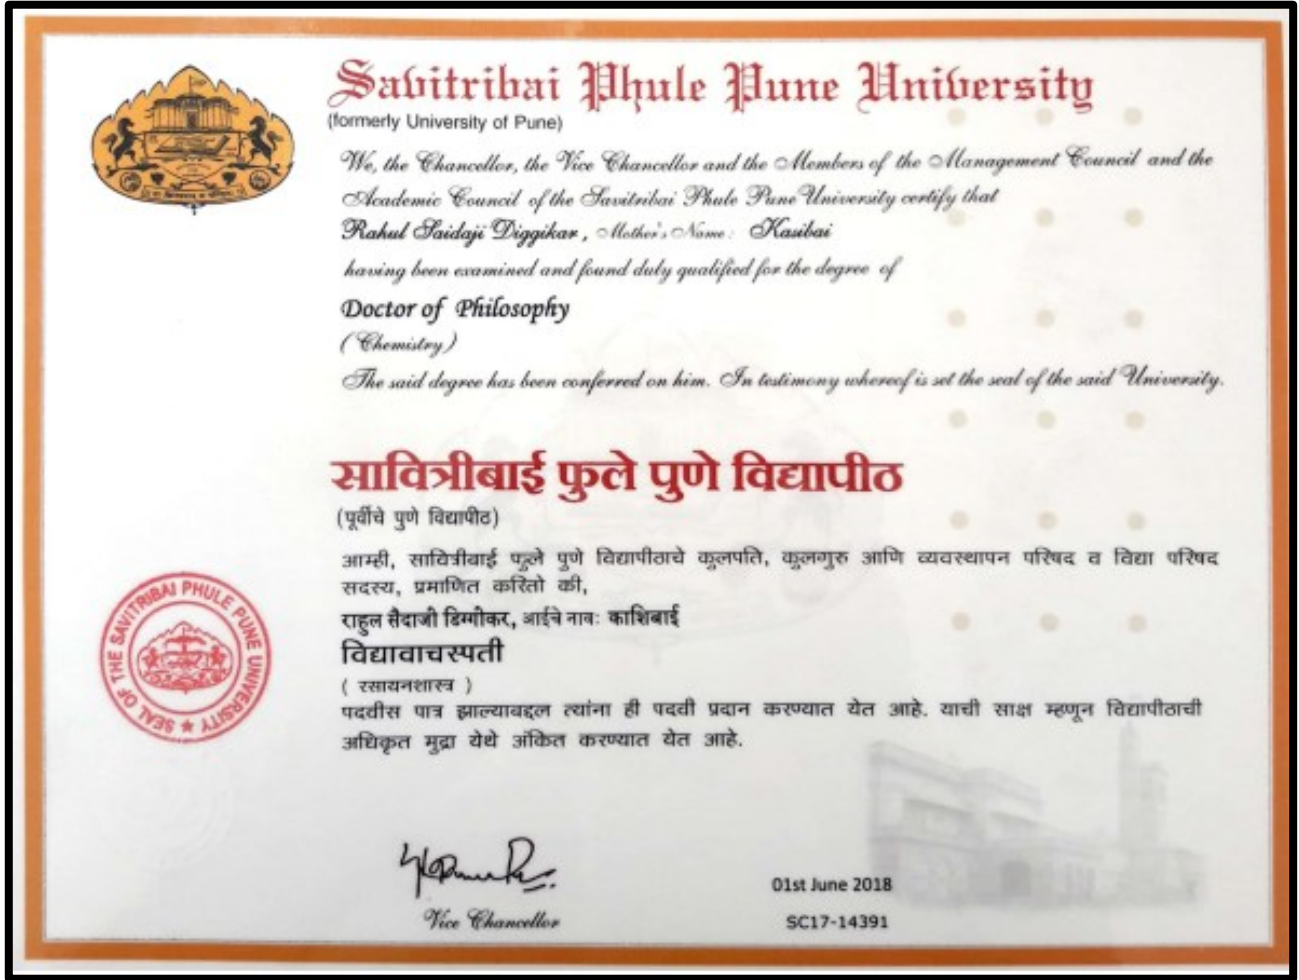 Savitribai Phule Pune University
(formerly University of Pune)
We, the Chancellor, the Vice Chancellor and the Members of the Management Council and the
Academic Council of the Savitribai Phule Pune University certify that
Rahul Saidaji Diggikar, Mother's Name: Kasibai
having been examined and found duly qualified for the degree of
Doctor of Philosophy
(Chemistry)
The said degree has been conferred on him. In testimony whereof is set the seal of the said University.
सावित्रीबाई फुले पुणे विद्यापीठ
(पूर्वीचे पुणे विद्यापीठ)
आम्ही, सावित्रीबाई फुले पुणे विद्यापीठाचे कुलपति, कुलगुरु आणि व्यवस्थापन परिषद व विद्या परिषद
सदस्य, प्रमाणित करितो की,
राहुल सैदाजी डिग्गीकर, आईचे नावः काशिबाई
विद्यावाचस्पती
( रसायनशास्त्र )
पदवीस पात्र झाल्याबद्दल त्यांना ही पदवी प्रदान करण्यात येत आहे. याची साक्ष म्हणून विद्यापीठाची
अधिकृत मुद्रा येथे अंकित करण्यात येत आहे.
SEAL OF THE SAVITRIBAI PHULE PUNE UNIVERSITY ★
Vice Chancellor
01st June 2018
SC17-14391